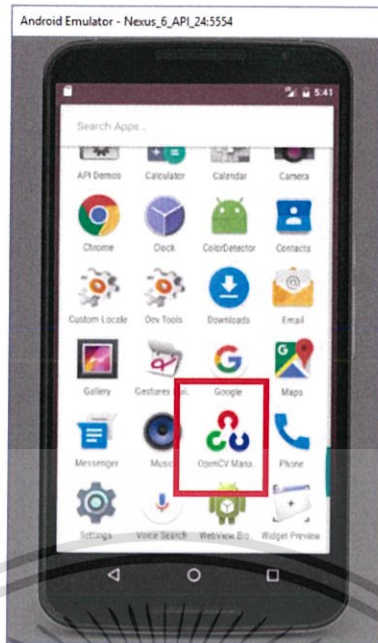 Android Emulator - Nexus_6_API_24:5554
5:41
Search Apps...
API Demos Calculator Calendar Camera
Chrome Clock ColorDetector Contacts
Custom Locale Dev Tools Downloads Email
Gallery Gestures Bui.. Google Maps
Messenger Music OpenCV Mana.. Phone
Settings Voice Search WebView Bro.. Widget Preview